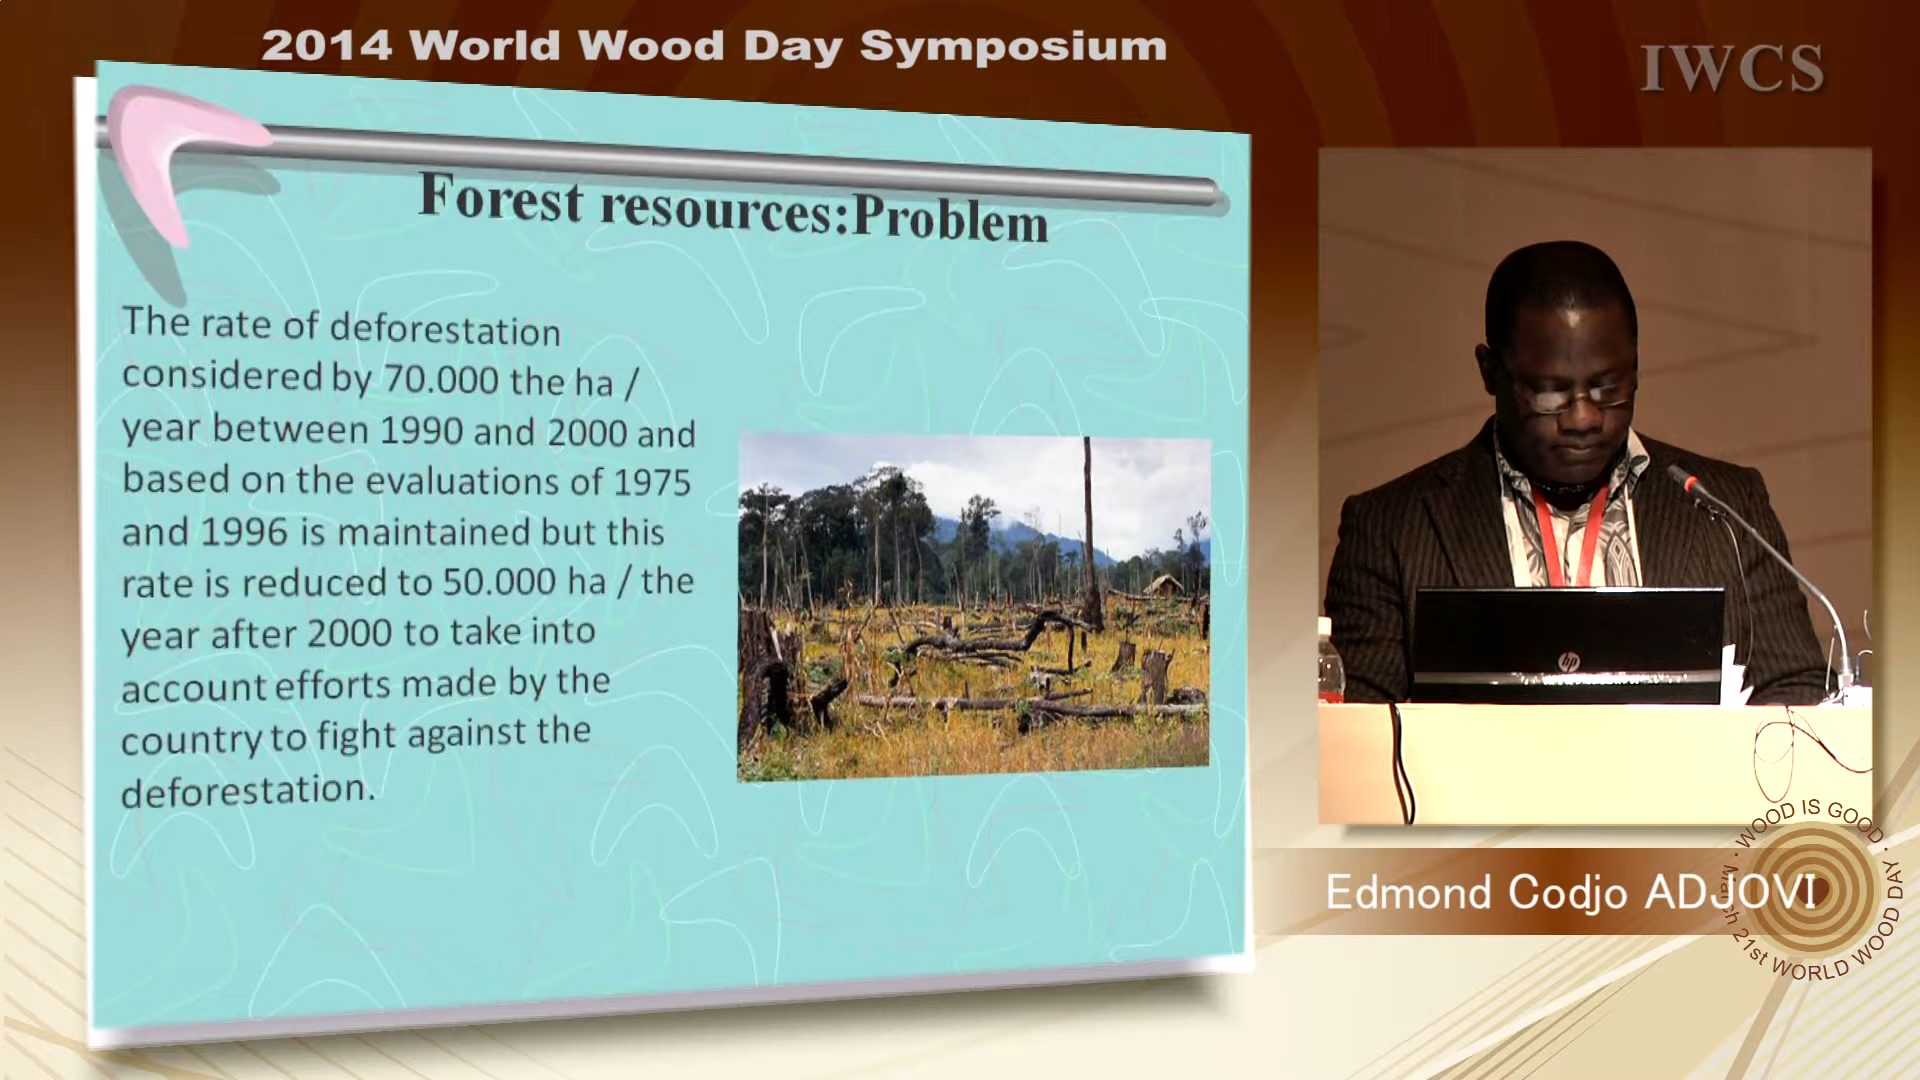 2014 World Wood Day Symposium
IWCS
Forest resources:Problem
The rate of deforestation
considered by 70.000 the ha /
year between 1990 and 2000 and
based on the evaluations of 1975
and 1996 is maintained but this
rate is reduced to 50.000 ha / the
year after 2000 to take into
account efforts made by the
country to fight against the
deforestation.
hp
Edmond Codjo ADJOVI
· WOOD IS GOOD ·
March 21st WORLD WOOD DAY